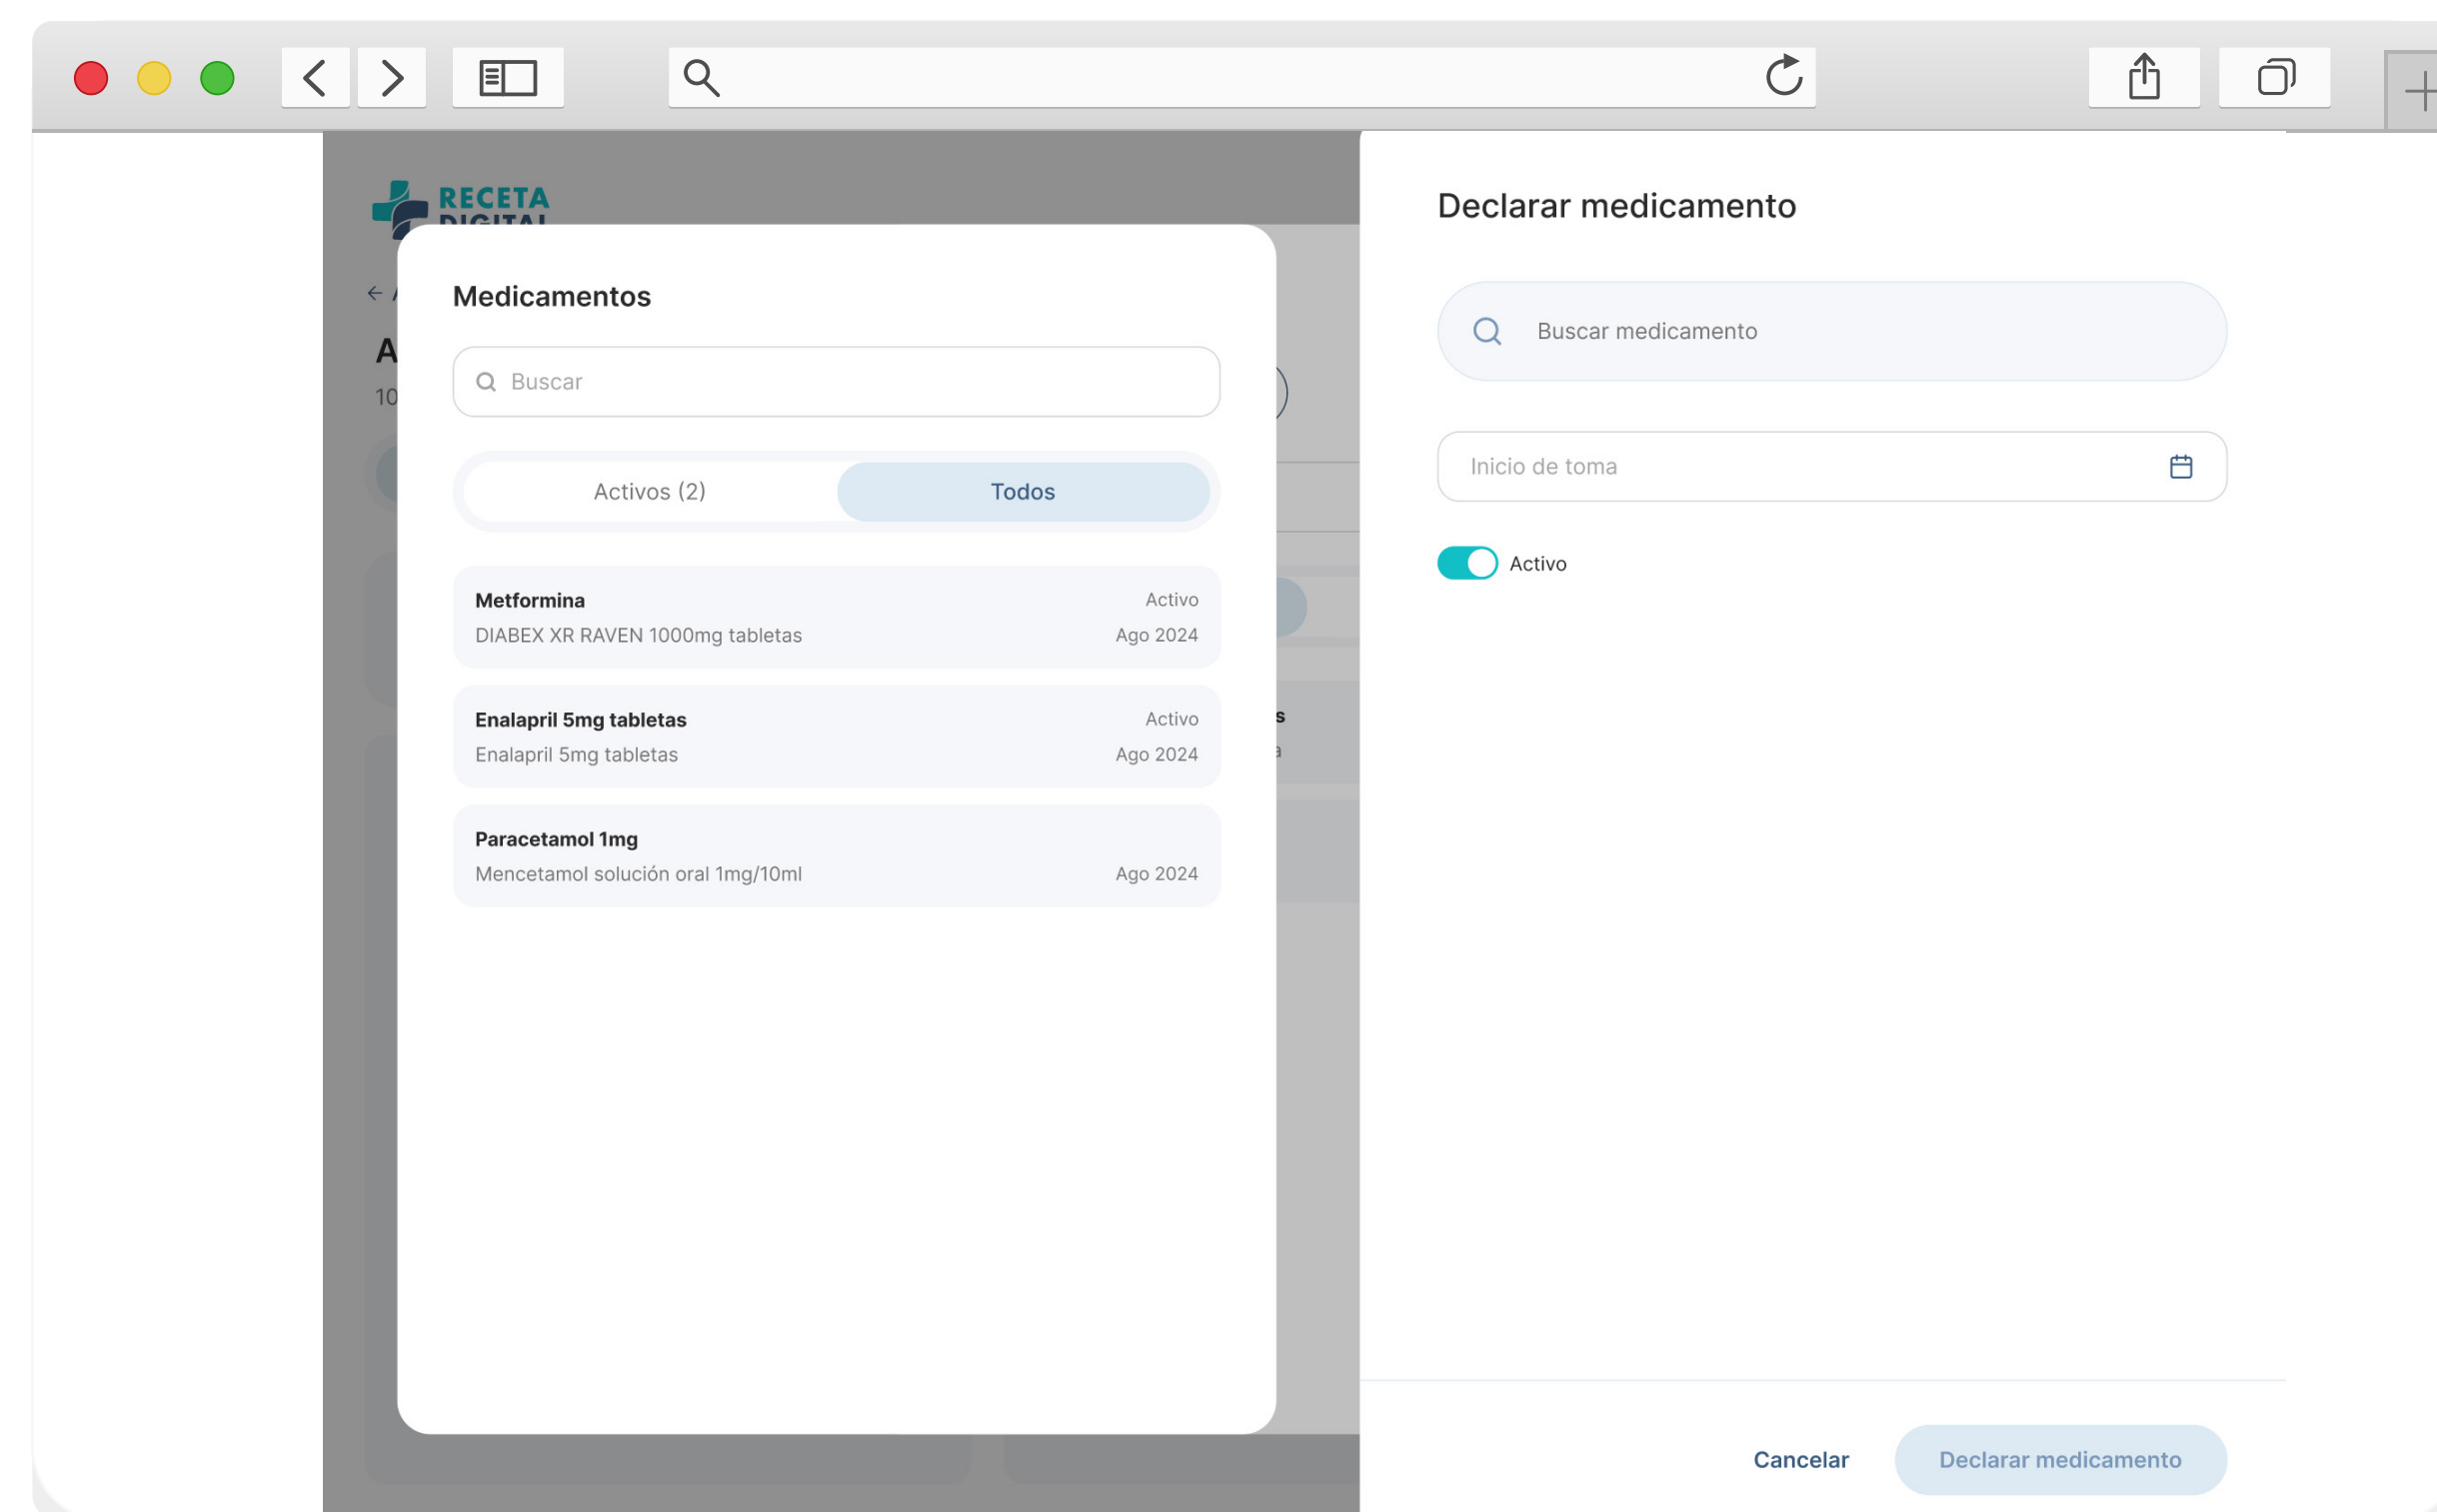 RECETA
DIGITAL
Medicamentos
Buscar
Activos (2)
Todos
Metformina
Activo
DIABEX XR RAVEN 1000mg tabletas
Ago 2024
Enalapril 5mg tabletas
Activo
Enalapril 5mg tabletas
Ago 2024
Paracetamol 1mg
Mencetamol solución oral 1mg/10ml
Ago 2024
Declarar medicamento
Buscar medicamento
Inicio de toma
Activo
Cancelar
Declarar medicamento